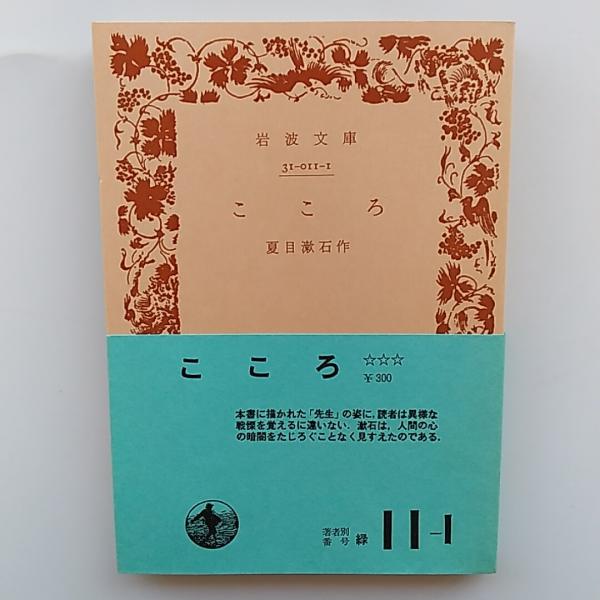 岩波文庫
31-011-1
こころ
夏目漱石作
こころ ☆☆☆
¥300
本書に描かれた「先生」の姿に,読者は異様な
戦慄を覚えるに違いない.漱石は,人間の心
の暗闇をたじろぐことなく見すえたのである.
著者別
番号 緑 11-1